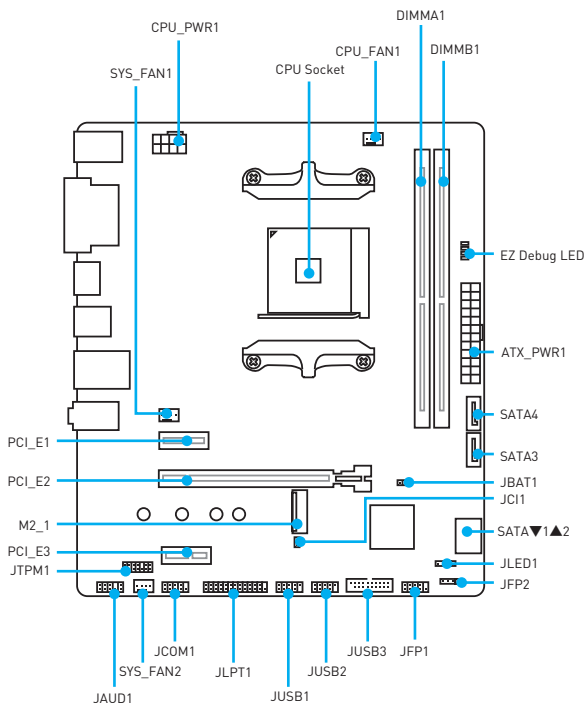 DIMMA1
CPU_PWR1
CPU_FAN1
DIMMB1
SYS_FAN1
CPU Socket
EZ Debug LED
ATX_PWR1
SATA4
PCI_E1
SATA3
PCI_E2
JBAT1
JCI1
M2_1
SATA▼1▲2
PCI_E3
JLED1
JTPM1
JFP2
JCOM1
JLPT1
JUSB3
JFP1
SYS_FAN2
JUSB2
JAUD1
JUSB1